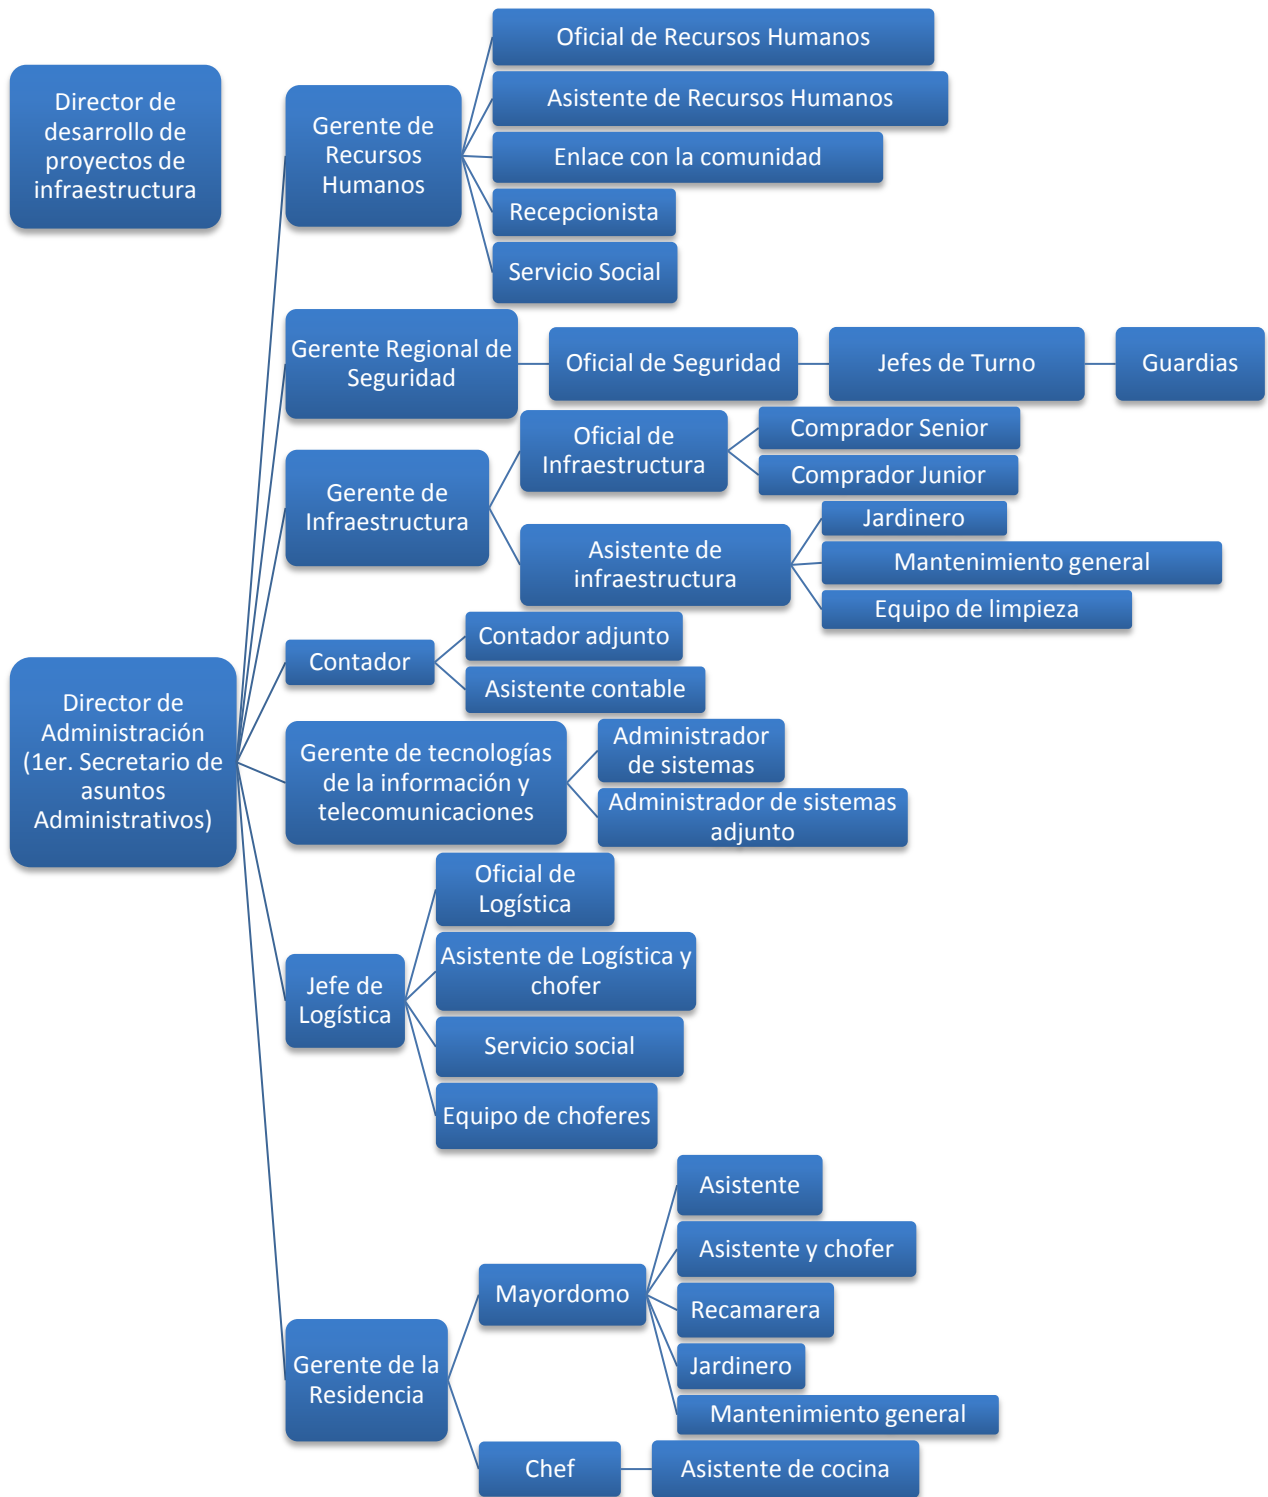 Director de
desarrollo de
proyectos de
infraestructura
Gerente de
Recursos
Humanos
Oficial de Recursos Humanos
Asistente de Recursos Humanos
Enlace con la comunidad
Recepcionista
Servicio Social
Gerente Regional de
Seguridad
Oficial de Seguridad
Jefes de Turno
Guardias
Gerente de
Infraestructura
Oficial de
Infraestructura
Comprador Senior
Comprador Junior
Asistente de
infraestructura
Jardinero
Mantenimiento general
Equipo de limpieza
Director de
Administración
(1er. Secretario de
asuntos
Administrativos)
Contador
Contador adjunto
Asistente contable
Gerente de tecnologías
de la información y
telecomunicaciones
Administrador
de sistemas
Administrador de sistemas
adjunto
Jefe de
Logística
Oficial de
Logística
Asistente de Logística y
chofer
Servicio social
Equipo de choferes
Gerente de la
Residencia
Mayordomo
Asistente
Asistente y chofer
Recamarera
Jardinero
Mantenimiento general
Chef
Asistente de cocina